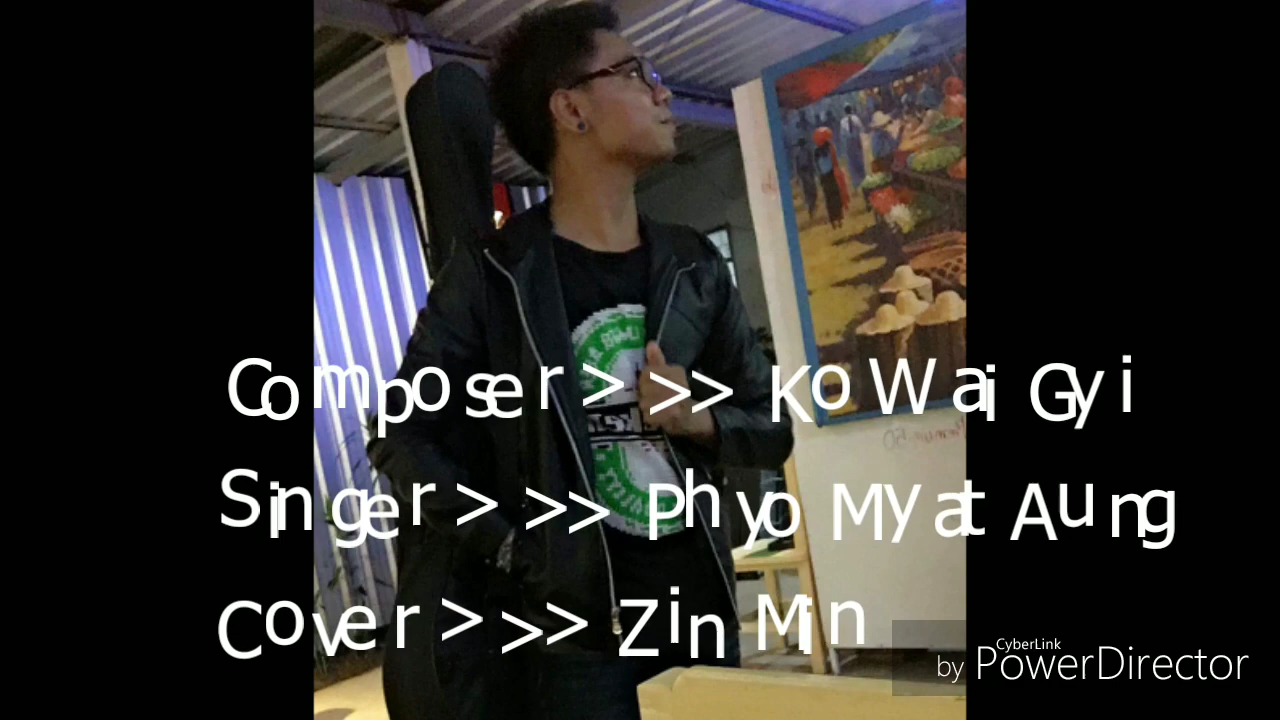 Composer>>> Ko Wai Gyi
Singer>>> Phyo Myat Aung
Cover>>> Zin Min
by CyberLink PowerDirector